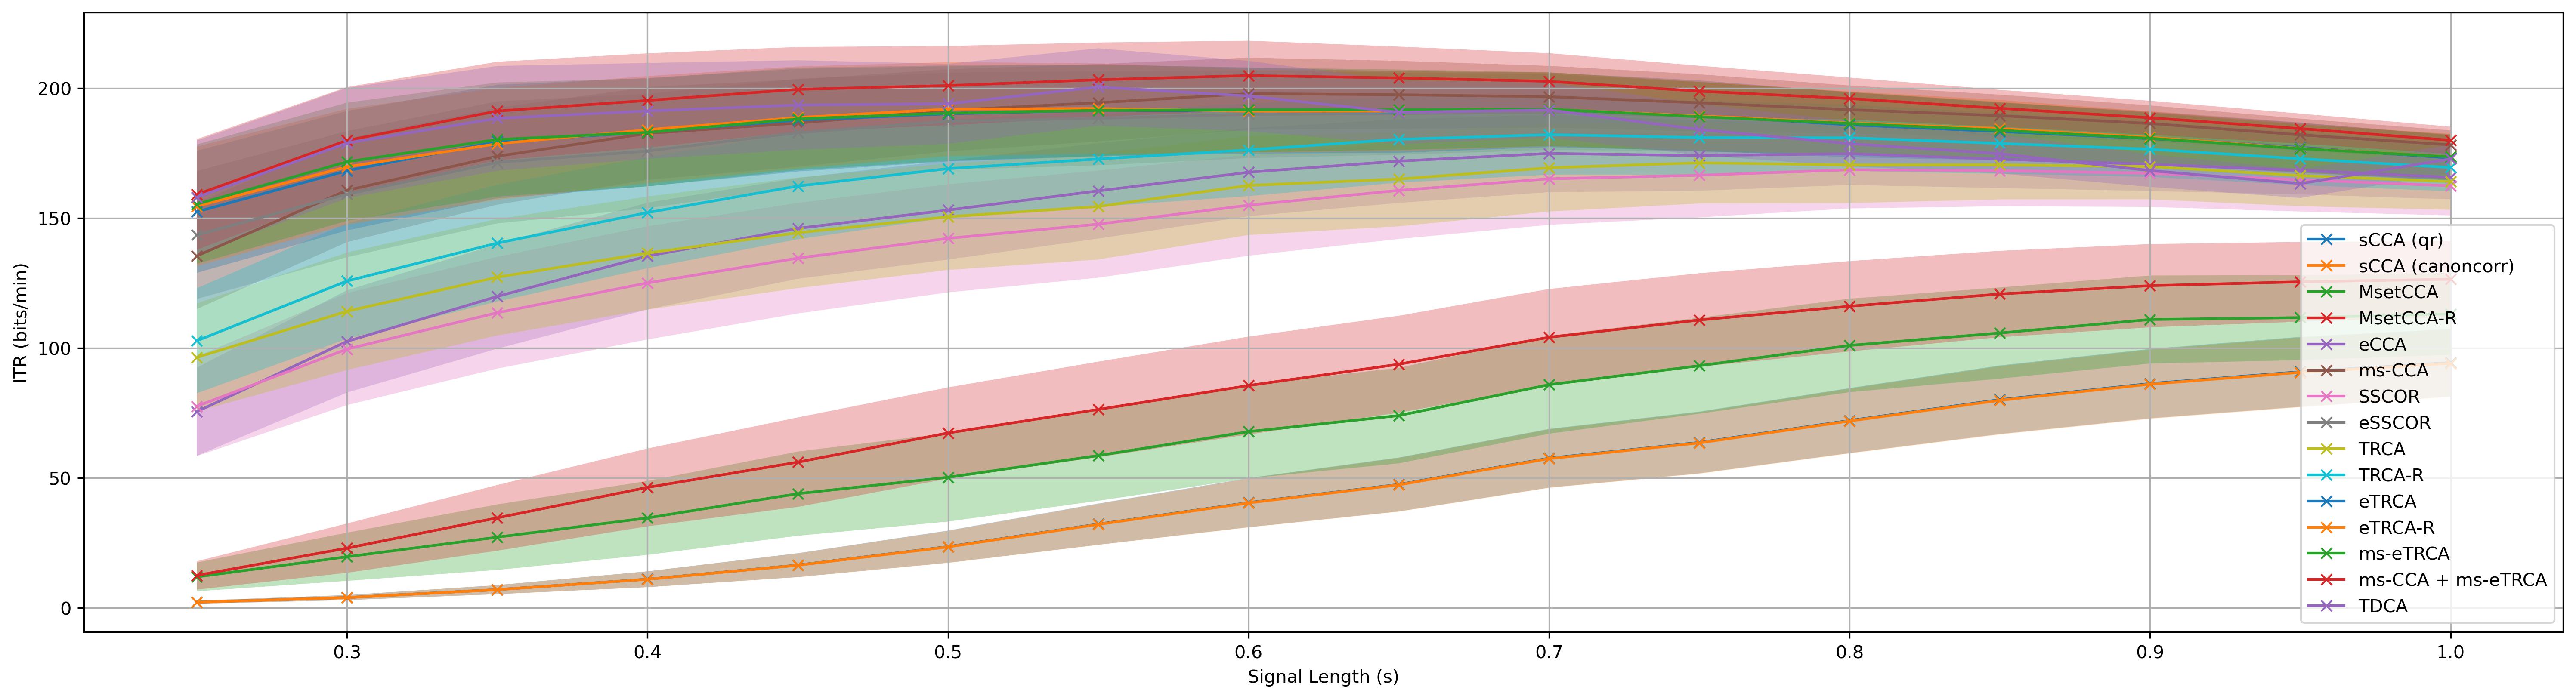 ITR (bits/min)
200
150
100
50
0
0.3
0.4
0.5
0.6
0.7
0.8
0.9
1.0
Signal Length (s)
sCCA (qr)
sCCA (canoncorr)
MsetCCA
MsetCCA-R
eCCA
ms-CCA
SSCOR
eSSCOR
TRCA
TRCA-R
eTRCA
eTRCA-R
ms-eTRCA
ms-CCA + ms-eTRCA
TDCA